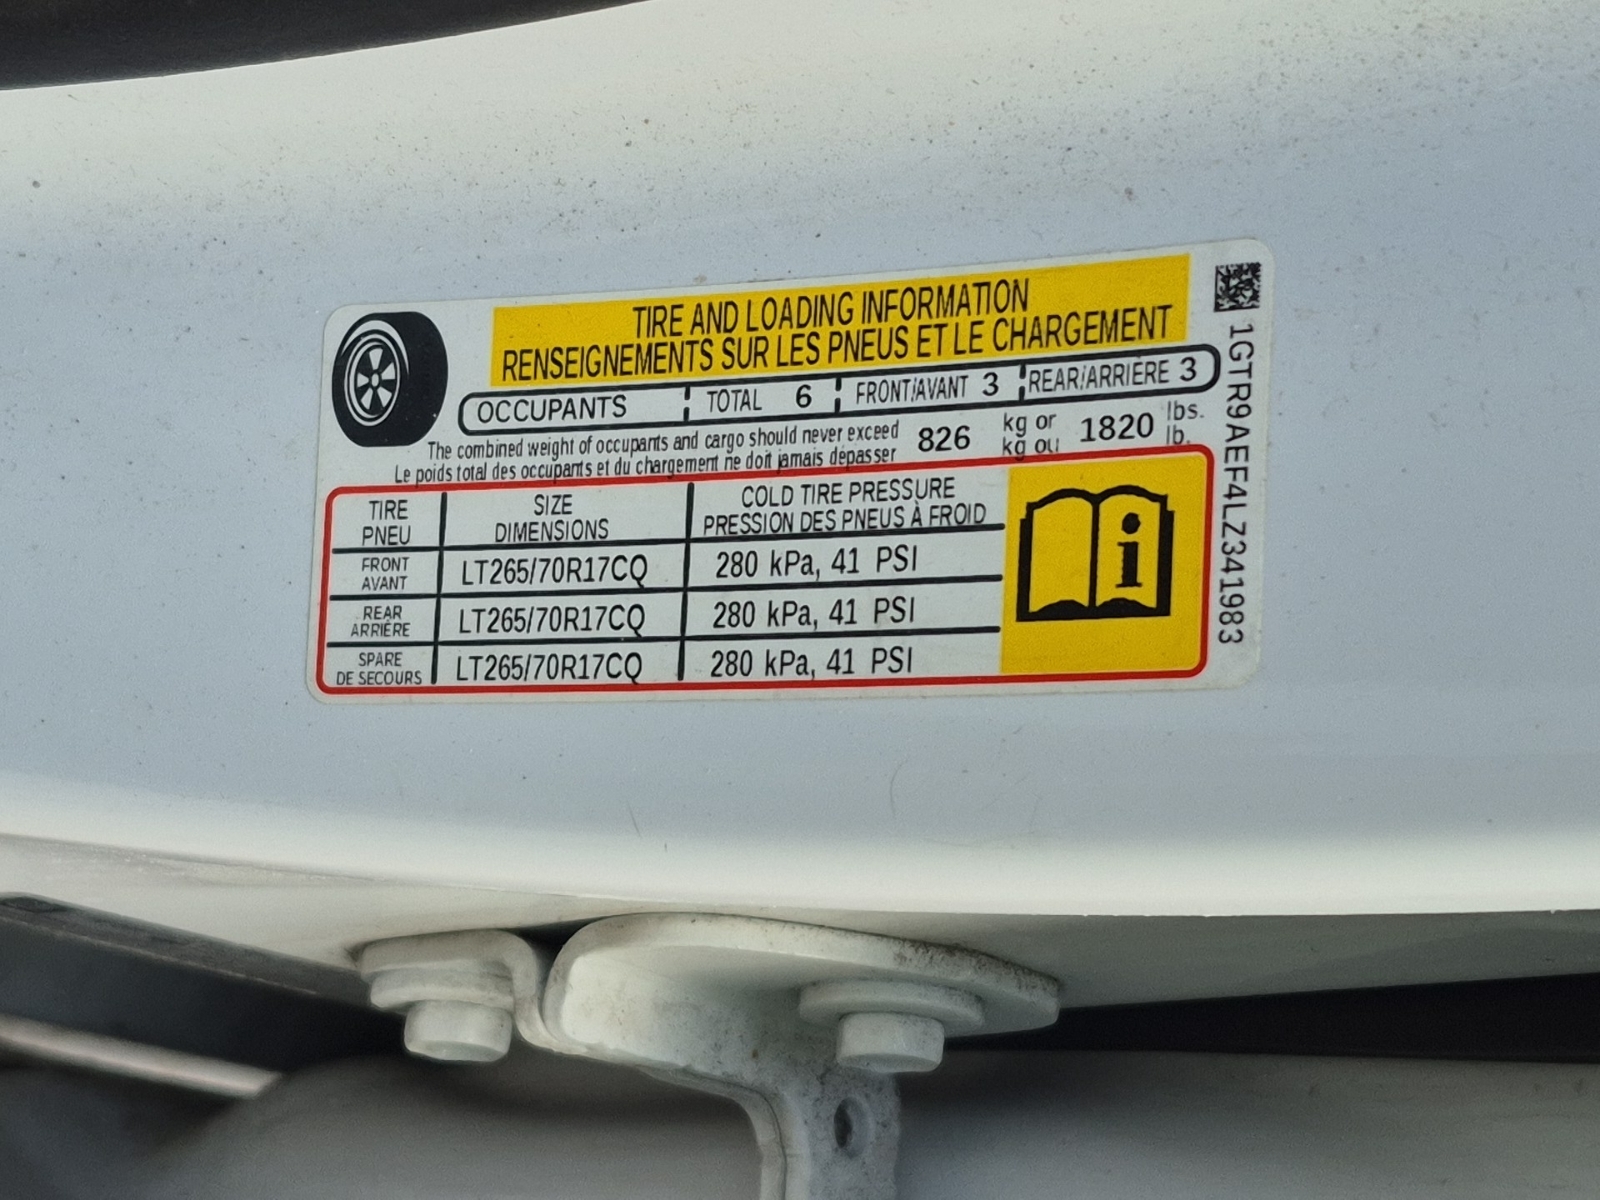 TIRE AND LOADING INFORMATION
RENSEIGNEMENTS SUR LES PNEUS ET LE CHARGEMENT
OCCUPANTS TOTAL 6 FRONT/AVANT 3 REAR/ARRIÈRE 3
The combined weight of occupants and cargo should never exceed 826 kg or 1820 lbs.
Le poids total des occupants et du chargement ne doit jamais dépasser kg ou lb.
TIRE SIZE COLD TIRE PRESSURE
PNEU DIMENSIONS PRESSION DES PNEUS À FROID
FRONT
AVANT LT265/70R17CQ 280 kPa, 41 PSI
REAR
ARRIÈRE LT265/70R17CQ 280 kPa, 41 PSI
SPARE
DE SECOURS LT265/70R17CQ 280 kPa, 41 PSI
i
1GTR9AEF4LZ341983